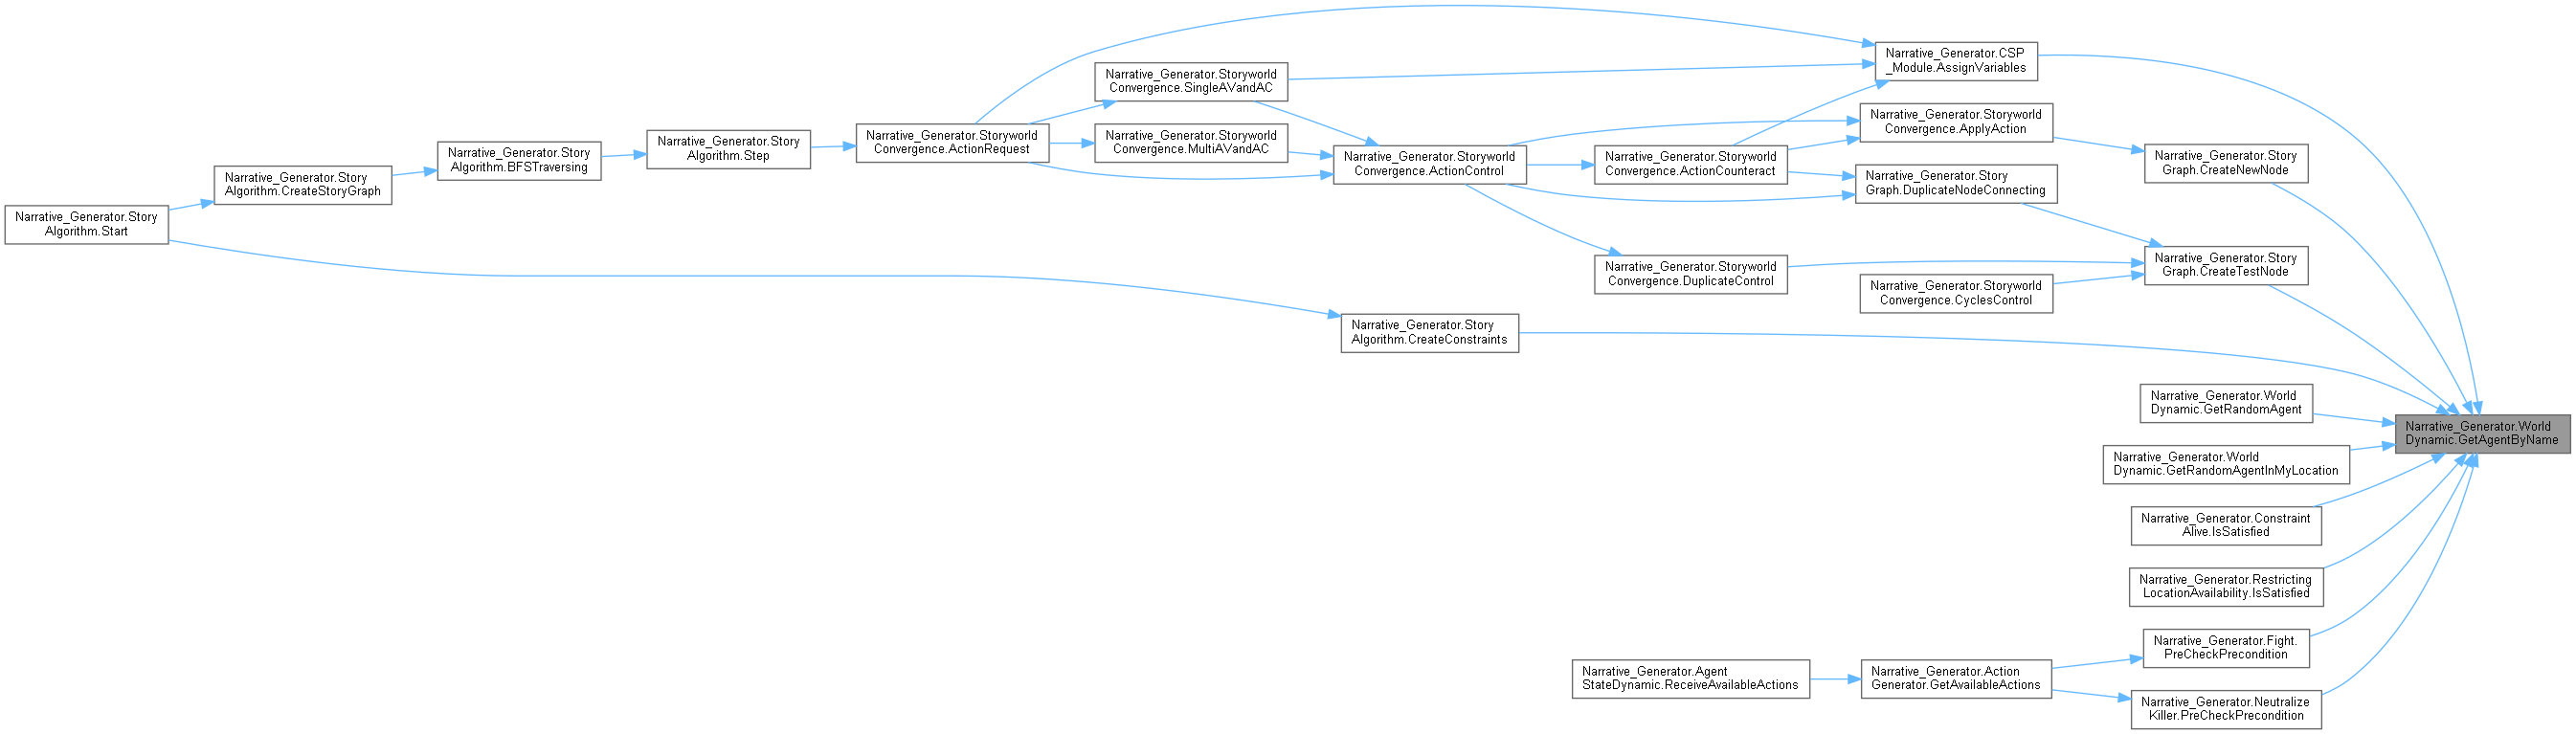 Narrative_Generator.CSP
_Module.AssignVariables
Narrative_Generator.Storyworld
Convergence.SingleAVandAC
Narrative_Generator.Storyworld
Convergence.ApplyAction
Narrative_Generator.Storyworld
Convergence.ActionRequest
Narrative_Generator.Storyworld
Convergence.MultiAVandAC
Narrative_Generator.Story
Algorithm.Step
Narrative_Generator.Story
Algorithm.BFSTraversing
Narrative_Generator.Storyworld
Convergence.ActionControl
Narrative_Generator.Storyworld
Convergence.ActionCounteract
Narrative_Generator.Story
Graph.CreateNewNode
Narrative_Generator.Story
Algorithm.CreateStoryGraph
Narrative_Generator.Story
Graph.DuplicateNodeConnecting
Narrative_Generator.Story
Algorithm.Start
Narrative_Generator.Story
Graph.CreateTestNode
Narrative_Generator.Storyworld
Convergence.DuplicateControl
Narrative_Generator.Storyworld
Convergence.CyclesControl
Narrative_Generator.Story
Algorithm.CreateConstraints
Narrative_Generator.World
Dynamic.GetRandomAgent
Narrative_Generator.World
Dynamic.GetAgentByName
Narrative_Generator.World
Dynamic.GetRandomAgentInMyLocation
Narrative_Generator.Constraint
Alive.IsSatisfied
Narrative_Generator.Restricting
LocationAvailability.IsSatisfied
Narrative_Generator.Fight.
PreCheckPrecondition
Narrative_Generator.Agent
StateDynamic.ReceiveAvailableActions
Narrative_Generator.Action
Generator.GetAvailableActions
Narrative_Generator.Neutralize
Killer.PreCheckPrecondition